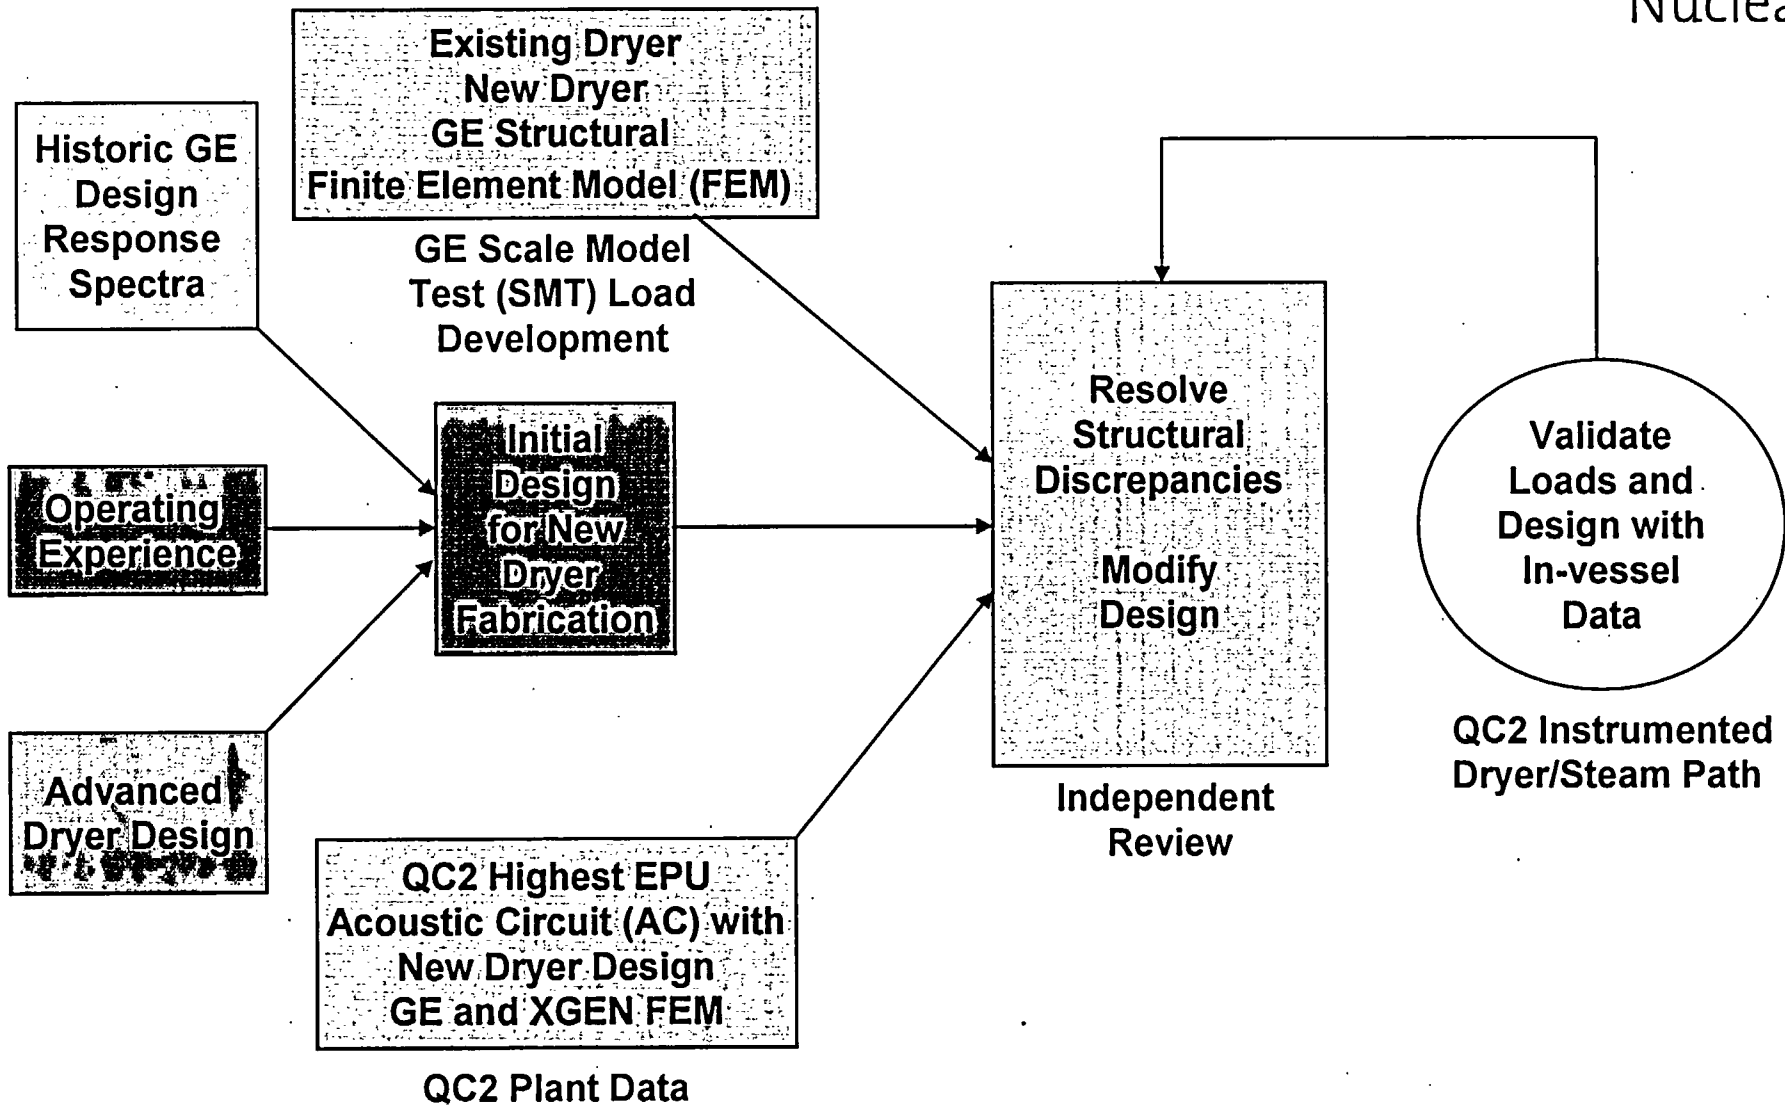 Nuclea
Existing Dryer
New Dryer
GE Structural
Finite Element Model (FEM)
GE Scale Model
Test (SMT) Load
Development
Historic GE
Design
Response
Spectra
Operating
Experience
Advanced
Dryer Design
Initial
Design
for New
Dryer
Fabrication
QC2 Highest EPU
Acoustic Circuit (AC) with
New Dryer Design
GE and XGEN FEM
QC2 Plant Data
Resolve
Structural
Discrepancies
Modify
Design
Independent
Review
Validate
Loads and
Design with
In-vessel
Data
QC2 Instrumented
Dryer/Steam Path